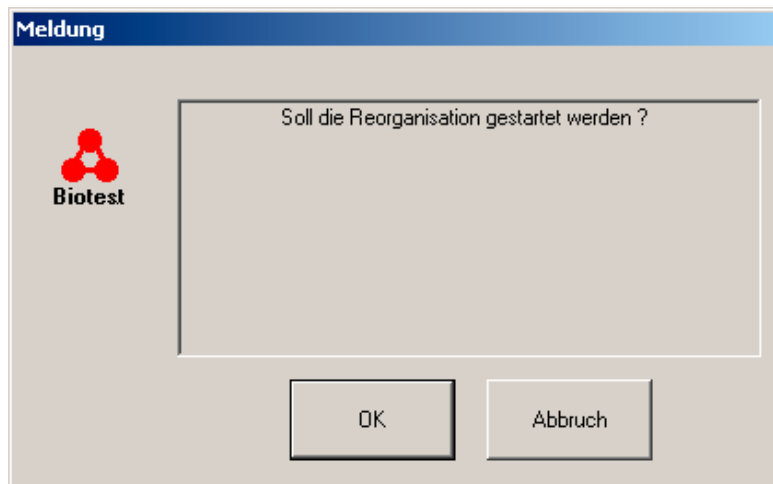 Meldung
Soll die Reorganisation gestartet werden ?
Biotest
OK
Abbruch